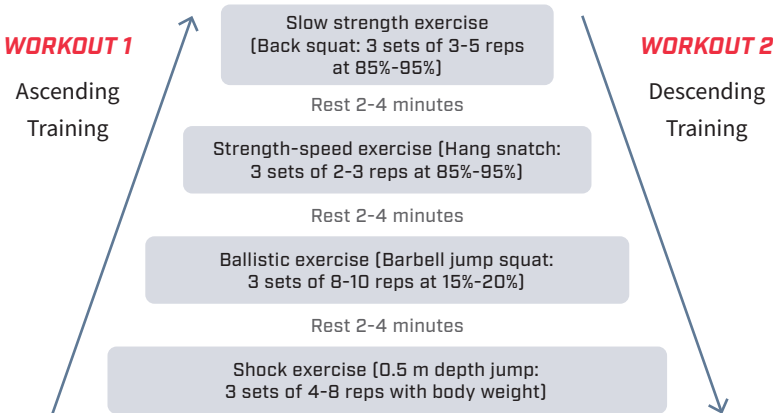 WORKOUT 1
Ascending
Training
Slow strength exercise
(Back squat: 3 sets of 3-5 reps
at 85%-95%)
Rest 2-4 minutes
Strength-speed exercise (Hang snatch:
3 sets of 2-3 reps at 85%-95%)
Rest 2-4 minutes
Ballistic exercise (Barbell jump squat:
3 sets of 8-10 reps at 15%-20%)
Rest 2-4 minutes
Shock exercise (0.5 m depth jump:
3 sets of 4-8 reps with body weight)
WORKOUT 2
Descending
Training